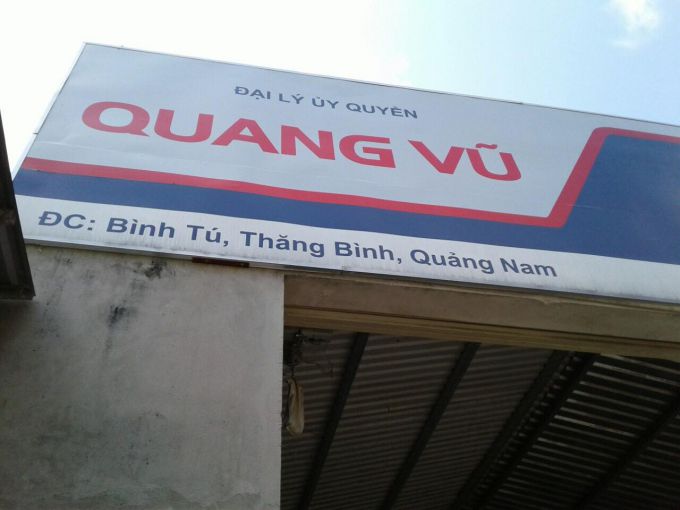 ĐẠI LÝ ỦY QUYỀN
QUANG VŨ
ĐC: Bình Tú, Thăng Bình, Quảng Nam